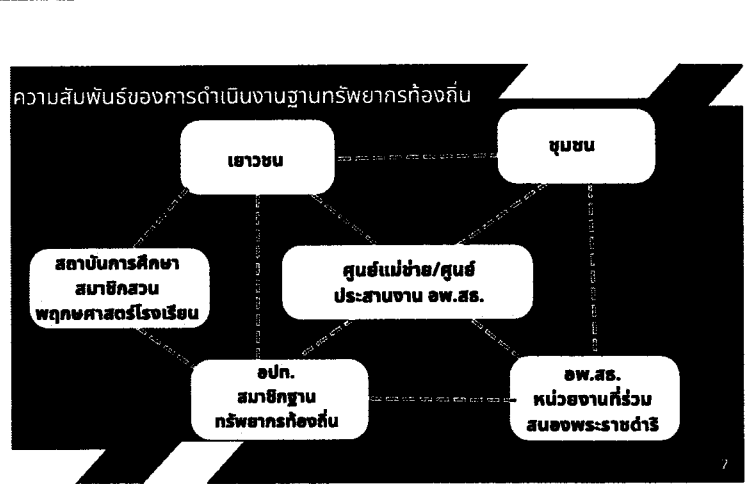 ความสัมพันธ์ของการดำเนินงานฐานทรัพยากรท้องถิ่น
เยาวชน
ชุมชน
สถาบันการศึกษา
สมาชิกสวน
พฤกษศาสตร์โรงเรียน
ศูนย์แม่ข่าย/ศูนย์
ประสานงาน อพ.สธ.
อปท.
สมาชิกฐาน
ทรัพยากรท้องถิ่น
อพ.สธ.
หน่วยงานที่ร่วม
สนองพระราชดำริ
7